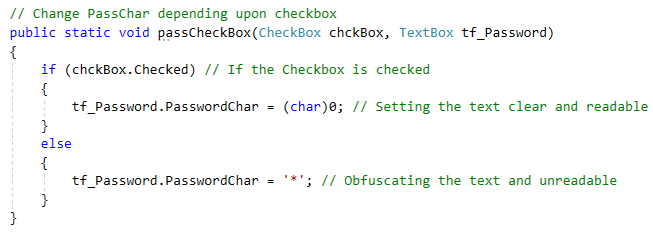 // Change PassChar depending upon checkbox
public static void passCheckBox(CheckBox chckBox, TextBox tf_Password)
{
if (chckBox.Checked) // If the Checkbox is checked
{
tf_Password.PasswordChar = (char)0; // Setting the text clear and readable
}
else
{
tf_Password.PasswordChar = '*'; // Obfuscating the text and unreadable
}
}